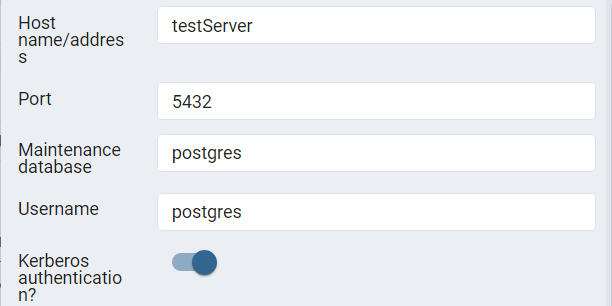 Host
name/addres
s
testServer
Port
5432
Maintenance
database
postgres
Username
postgres
Kerberos
authenticatio
n?